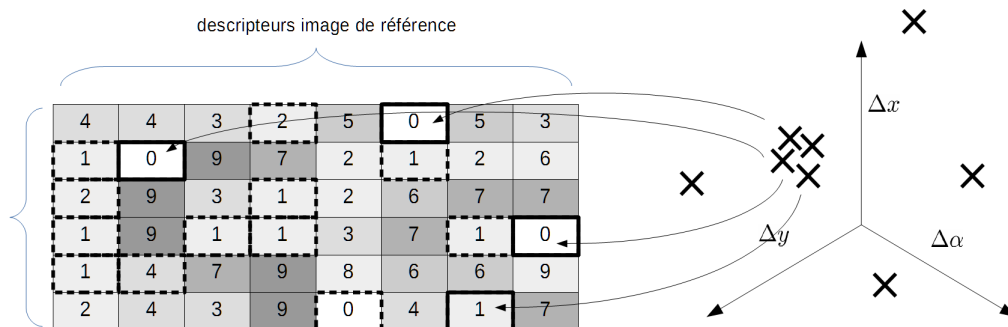 descripteurs image de référence
4 4 3 2 5 0 5 3
1 0 9 7 2 1 2 6
2 9 3 1 2 6 7 7
1 9 1 1 3 7 1 0
1 4 7 9 8 6 6 9
2 4 3 9 0 4 1 7
Δx
Δy
Δα